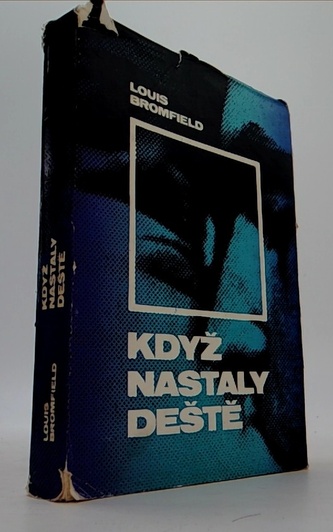 LOUIS
BROMFIELD
KDYŽ
NASTALY
DEŠTĚ
KDYŽ
NASTALY
DEŠTĚ
LOUIS
BROMFIELD